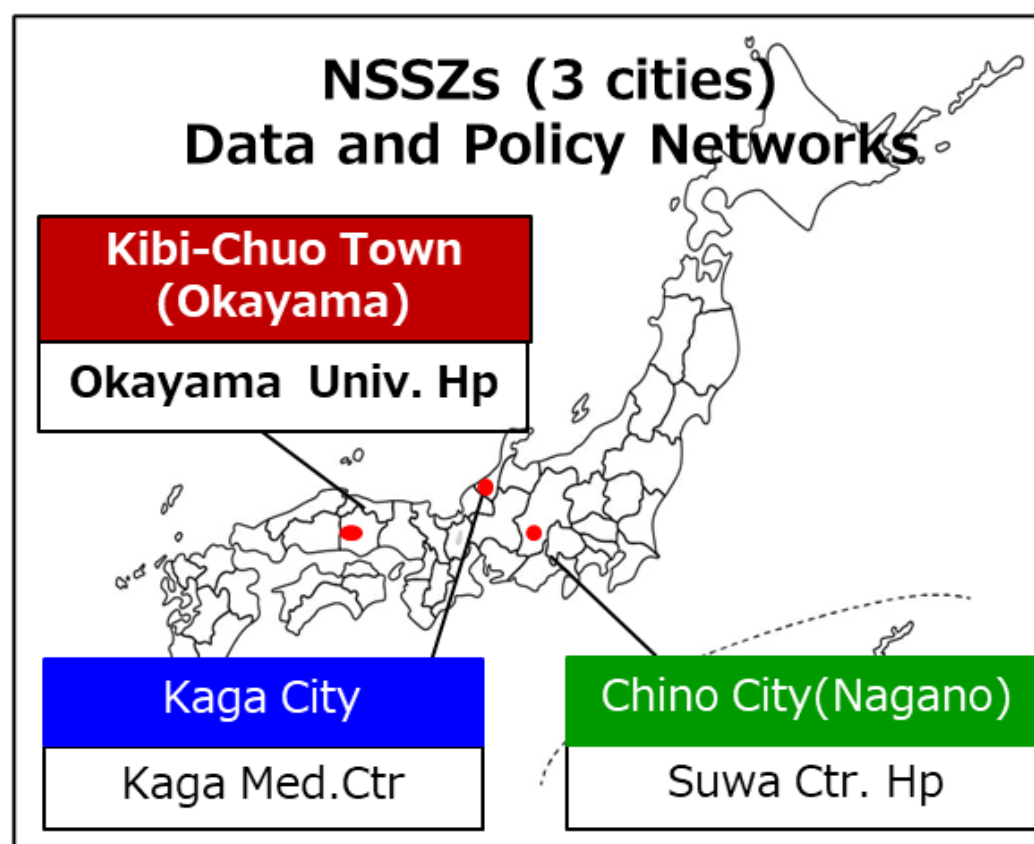 NSSZs (3 cities)
Data and Policy Networks
Kibi-Chuo Town
(Okayama)
Okayama Univ. Hp
Kaga City
Kaga Med.Ctr
Chino City(Nagano)
Suwa Ctr. Hp